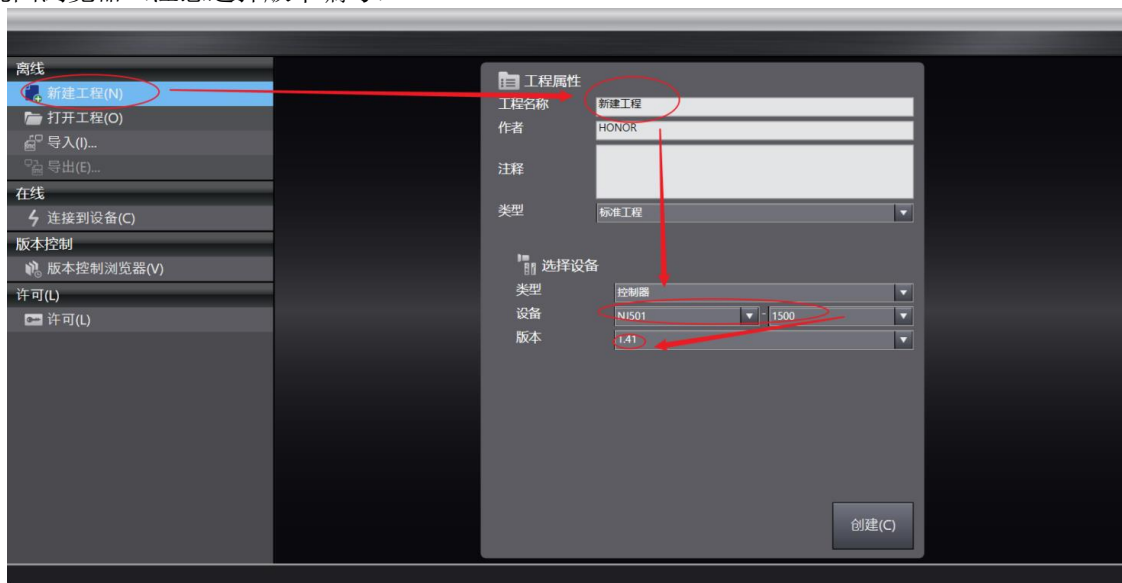 离线
新建工程(N)
打开工程(O)
导入(I)...
导出(E)...
在线
连接到设备(C)
版本控制
版本控制浏览器(V)
许可(L)
许可(L)
工程属性
工程名称 新建工程
作者 HONOR
注释
类型 标准工程
选择设备
类型 控制器
设备 NJ501 - 1500
版本 1.41
创建(C)